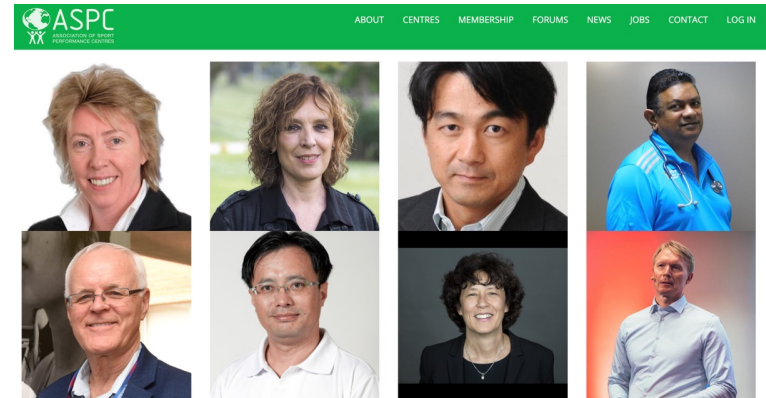 ASPC
ASSOCIATION OF SPORT
PERFORMANCE CENTRES
ABOUT CENTRES MEMBERSHIP FORUMS NEWS JOBS CONTACT LOG IN